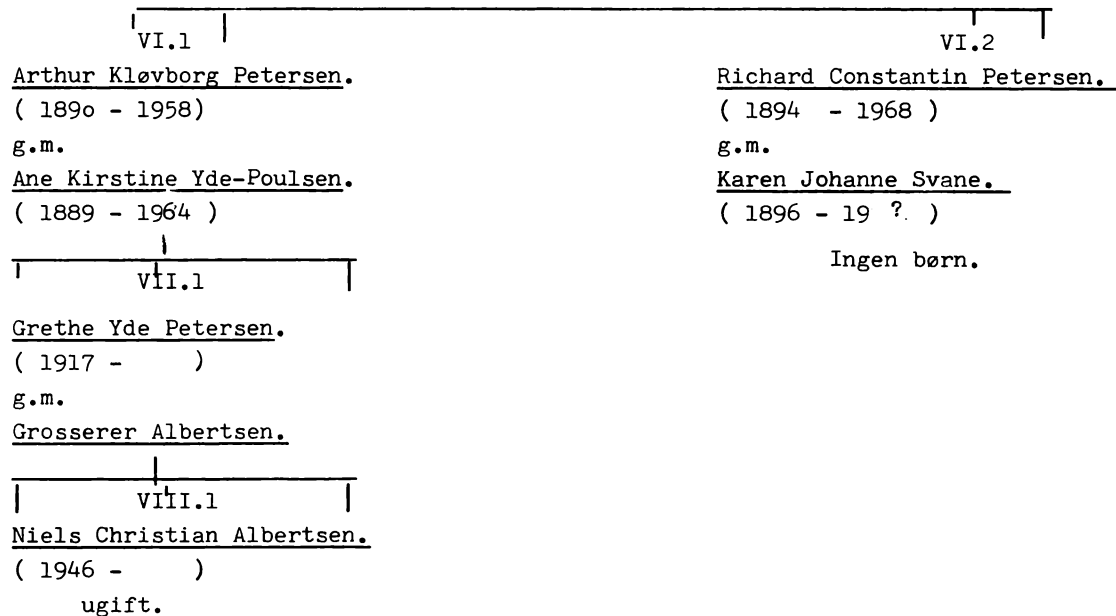 VI.1
Arthur Kløvborg Petersen.
( 1890 - 1958)
g.m.
Ane Kirstine Yde-Poulsen.
( 1889 - 1964 )
VII.1
Grethe Yde Petersen.
( 1917 -      )
g.m.
Grosserer Albertsen.
VIII.1
Niels Christian Albertsen.
( 1946 -      )
ugift.
VI.2
Richard Constantin Petersen.
( 1894  - 1968 )
g.m.
Karen Johanne Svane.
( 1896 - 19 ?. )
Ingen børn.